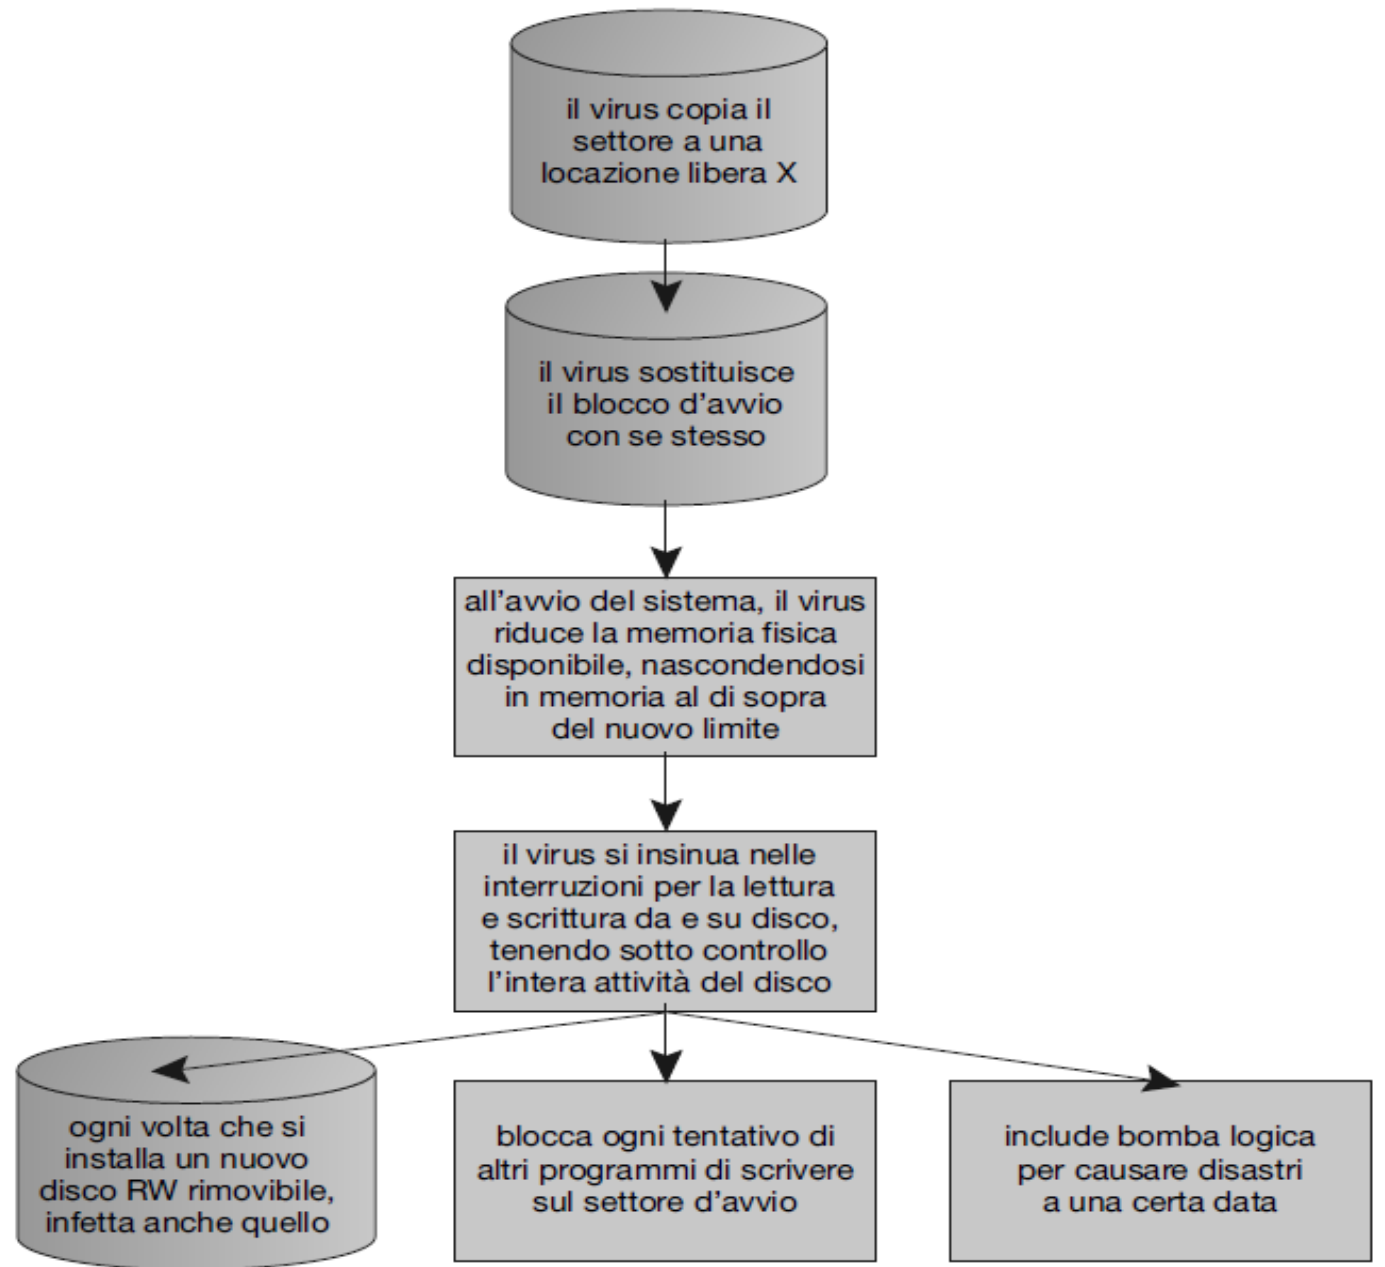 il virus copia il
settore a una
locazione libera X
il virus sostituisce
il blocco d'avvio
con se stesso
all'avvio del sistema, il virus
riduce la memoria fisica
disponibile, nascondendosi
in memoria al di sopra
del nuovo limite
il virus si insinua nelle
interruzioni per la lettura
e scrittura da e su disco,
tenendo sotto controllo
l'intera attività del disco
ogni volta che si
installa un nuovo
disco RW rimovibile,
infetta anche quello
blocca ogni tentativo di
altri programmi di scrivere
sul settore d'avvio
include bomba logica
per causare disastri
a una certa data